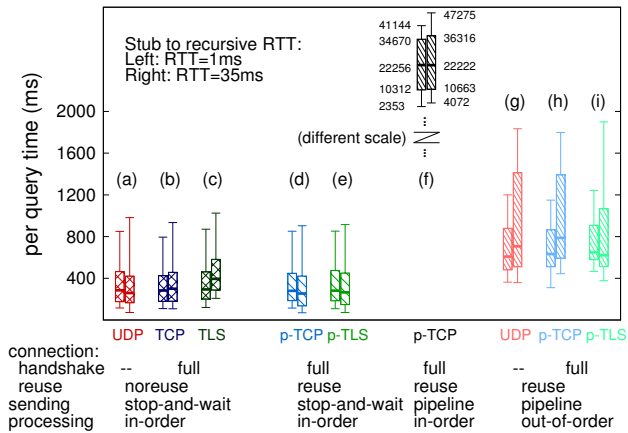 41144 47275
34670 36316
22256 22222
10312 10663
2353 4072
Stub to recursive RTT:
Left: RTT=1ms
Right: RTT=35ms
(different scale)
per query time (ms)
2000
1600
1200
800
400
(a) (b) (c) (d) (e) (f) (g) (h) (i)
UDP TCP TLS p-TCP p-TLS p-TCP UDP p-TCP p-TLS
connection:
handshake -- full full full -- full
reuse noreuse reuse reuse reuse
sending stop-and-wait stop-and-wait pipeline pipeline
processing in-order in-order in-order out-of-order